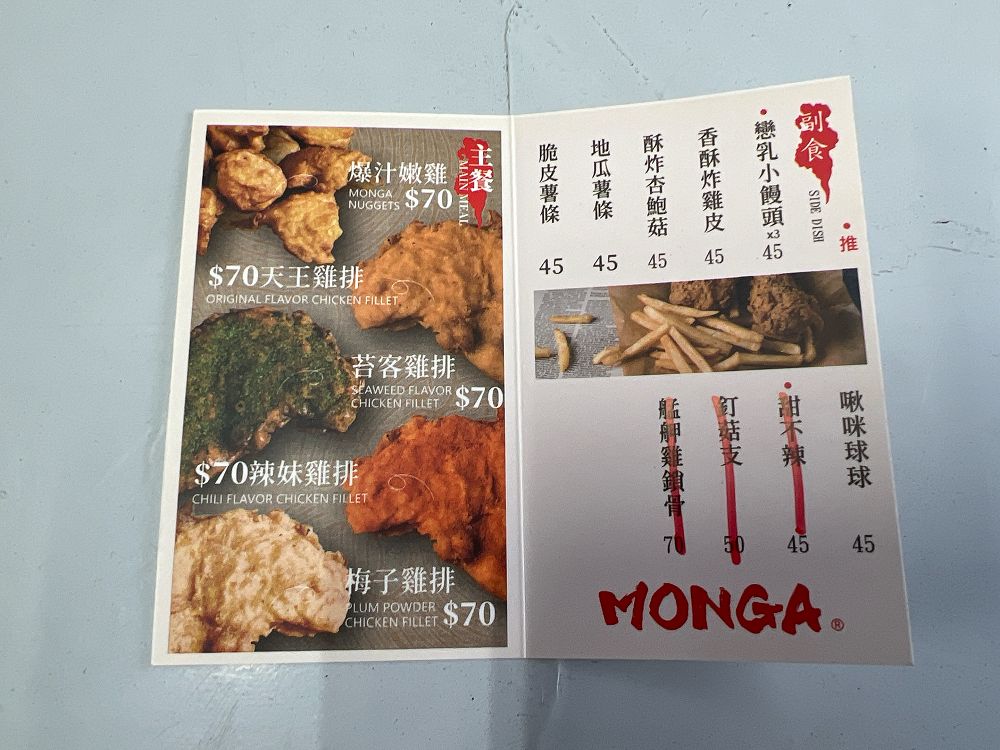 主餐
MAIN MEAL
爆汁嫩雞
MONGA
NUGGETS $70
$70天王雞排
ORIGINAL FLAVOR CHICKEN FILLET
苔客雞排
SEAWEED FLAVOR
CHICKEN FILLET $70
$70辣妹雞排
CHILI FLAVOR CHICKEN FILLET
梅子雞排
PLUM POWDER
CHICKEN FILLET $70
副食
SIDE DISH
•推
•戀乳小饅頭x3 45
香酥炸雞皮 45
酥炸杏鮑菇 45
地瓜薯條 45
脆皮薯條 45
啾咪球球 45
•甜不辣 45
釘菇支 50
艋舺雞鎖骨 70
MONGA®